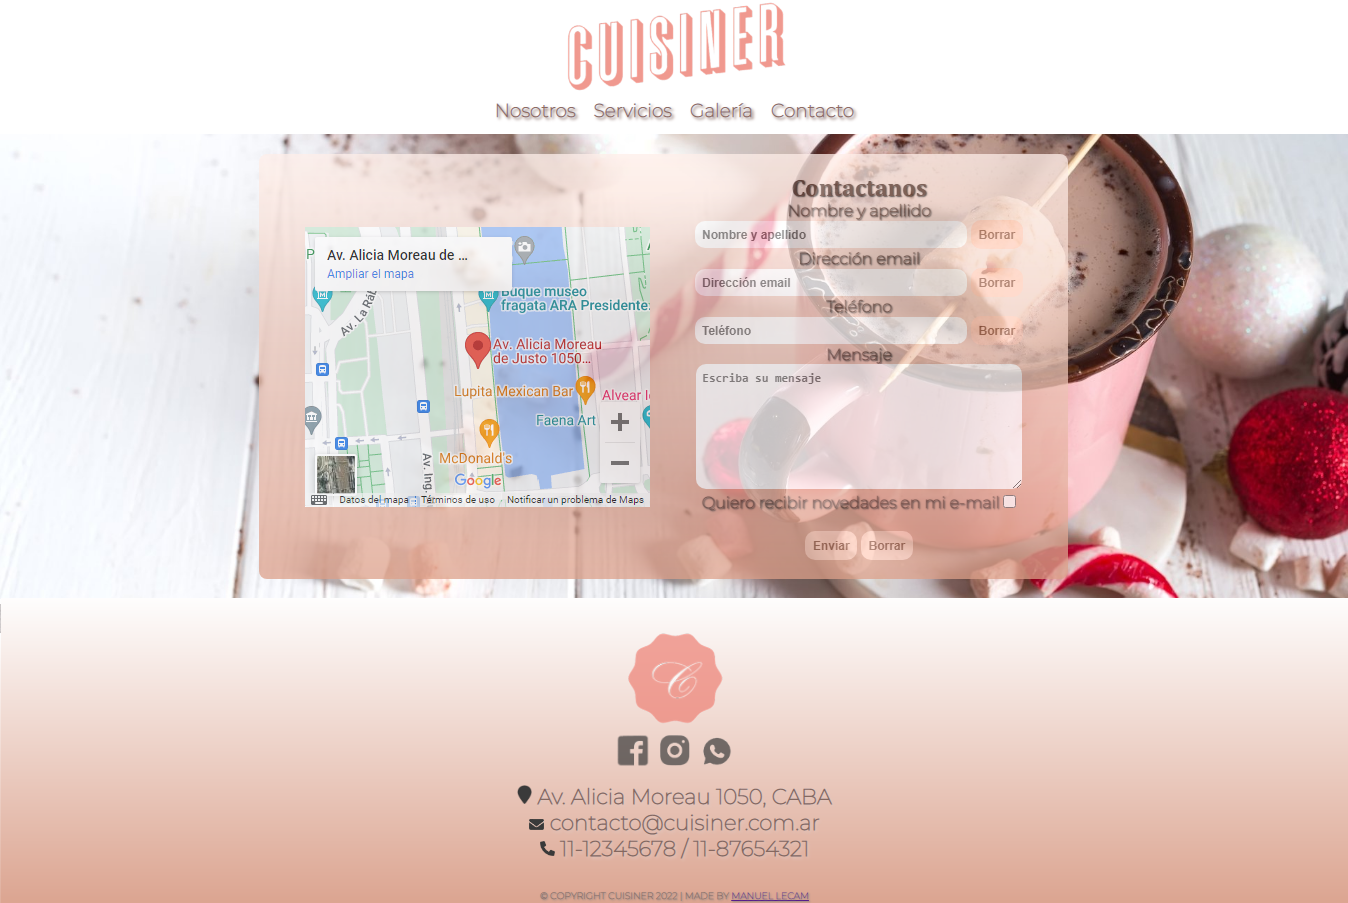 CUISINER
Nosotros Servicios Galería Contacto
Contactanos
Nombre y apellido
Nombre y apellido Borrar
Dirección email
Dirección email Borrar
Teléfono
Teléfono Borrar
Mensaje
Escriba su mensaje
Quiero recibir novedades en mi e-mail
Enviar Borrar
Av. Alicia Moreau de ...
Ampliar el mapa
Buque museo
fragata ARA Presidente
Av. La Rá
Av. Alicia Moreau
de Justo 1050...
Lupita Mexican Bar
Alvear I
Faena Art
McDonald's
Av. Ing.
Google
Datos del mapa Términos de uso Notificar un problema de Maps
C
Av. Alicia Moreau 1050, CABA
contacto@cuisiner.com.ar
11-12345678 / 11-87654321
© COPYRIGHT CUISINER 2022 | MADE BY MANUEL LECAM